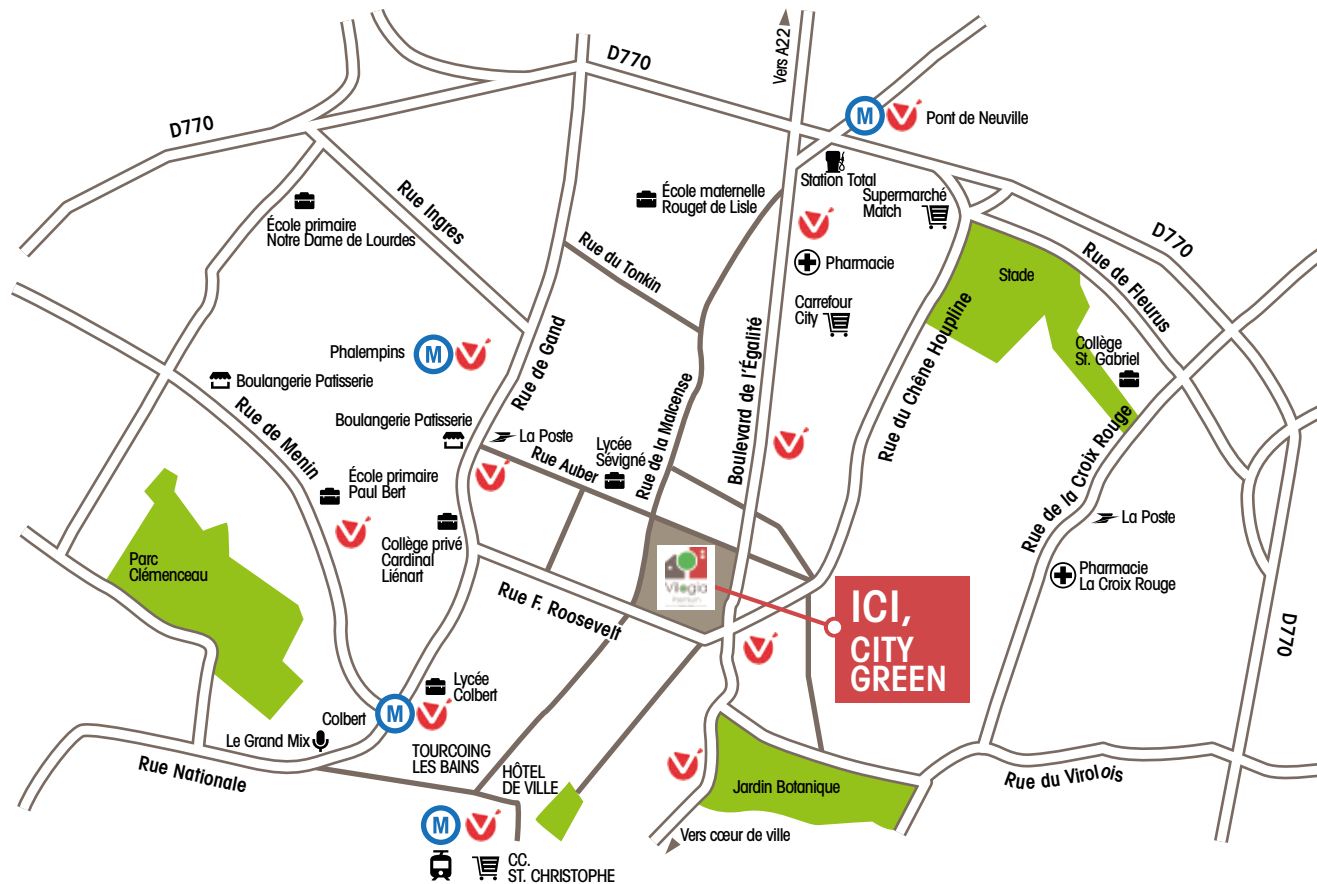 Vers A22
D770
D770
M
Pont de Neuville
Station Total
Supermarché
Match
École maternelle
Rouget de Lisle
Rue Ingres
École primaire
Notre Dame de Lourdes
D770
Rue du Tonkin
Pharmacie
Stade
Rue de Fleurus
Carrefour
City
Rue de Gand
Boulevard de l'Égalité
Rue du Chêne Houpline
Collège
St. Gabriel
Phalempins
M
Boulangerie Patisserie
Rue de Menin
Rue de la Malcense
Boulangerie Patisserie
La Poste
Rue Auber
Lycée
Sévigné
Rue de la Croix Rouge
École primaire
Paul Bert
La Poste
Collège privé
Cardinal
Liénart
Parc
Clémenceau
Pharmacie
La Croix Rouge
Vilogia
Rue F. Roosevelt
ICI,
CITY
GREEN
D770
Lycée
Colbert
Colbert
M
Le Grand Mix
Rue Nationale
TOURCOING
LES BAINS
HÔTEL
DE VILLE
Jardin Botanique
Rue du Virolois
M
Vers cœur de ville
CC.
ST. CHRISTOPHE